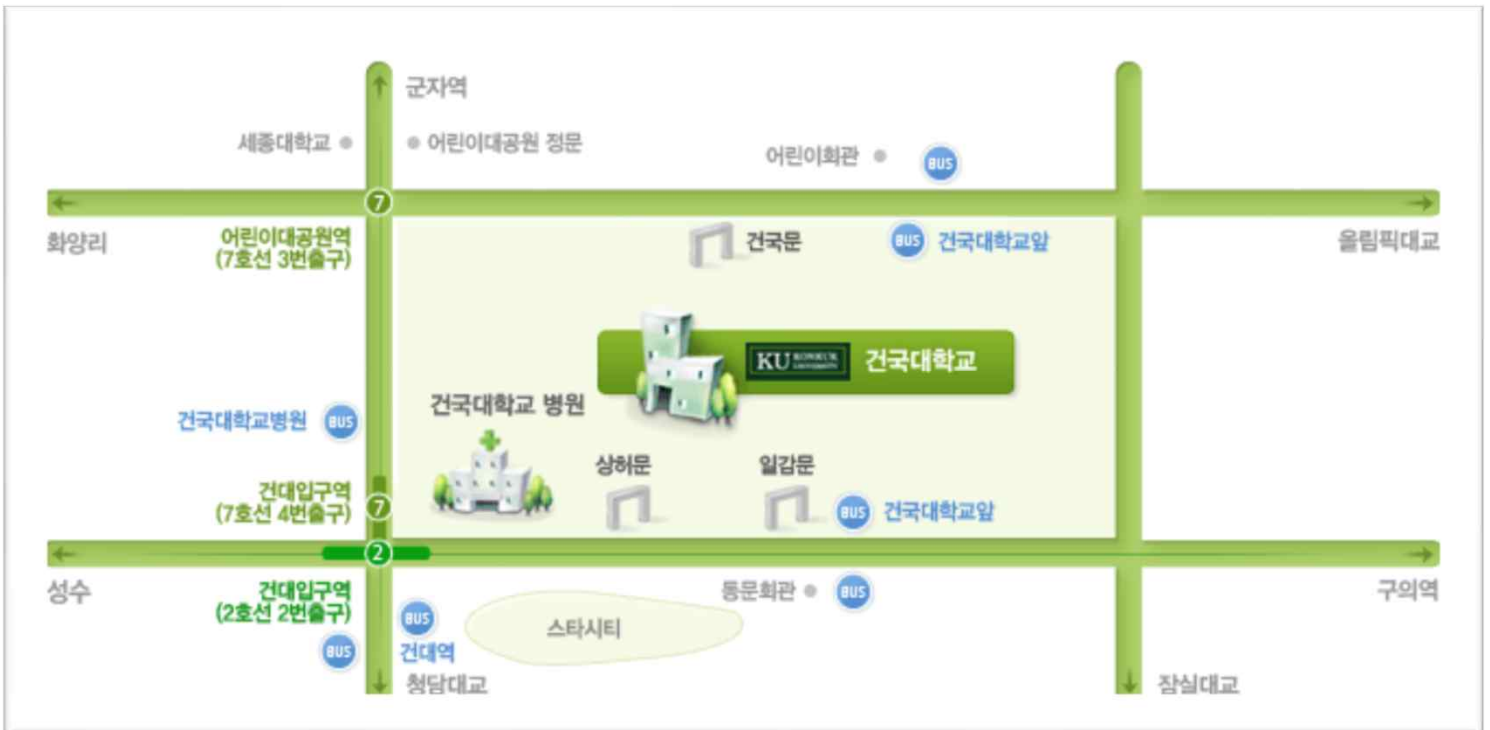 군자역
세종대학교
어린이대공원 정문
어린이회관
BUS
7
화양리
어린이대공원역
(7호선 3번출구)
건국문
BUS 건국대학교앞
올림픽대교
KU KONKUK
UNIVERSITY
건국대학교
건국대학교 병원
건국대학교병원 BUS
상허문
일감문
건대입구역
(7호선 4번출구)
7
BUS 건국대학교앞
2
성수
건대입구역
(2호선 2번출구)
동문회관
BUS
구의역
BUS
스타시티
BUS
건대역
청담대교
잠실대교